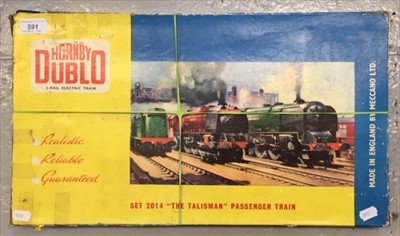 591
HORNBY
DUBLO
2-RAIL ELECTRIC TRAIN
Realistic
Reliable
Guaranteed
SET 2014 "THE TALISMAN" PASSENGER TRAIN
MADE IN ENGLAND BY MECCANO LTD.